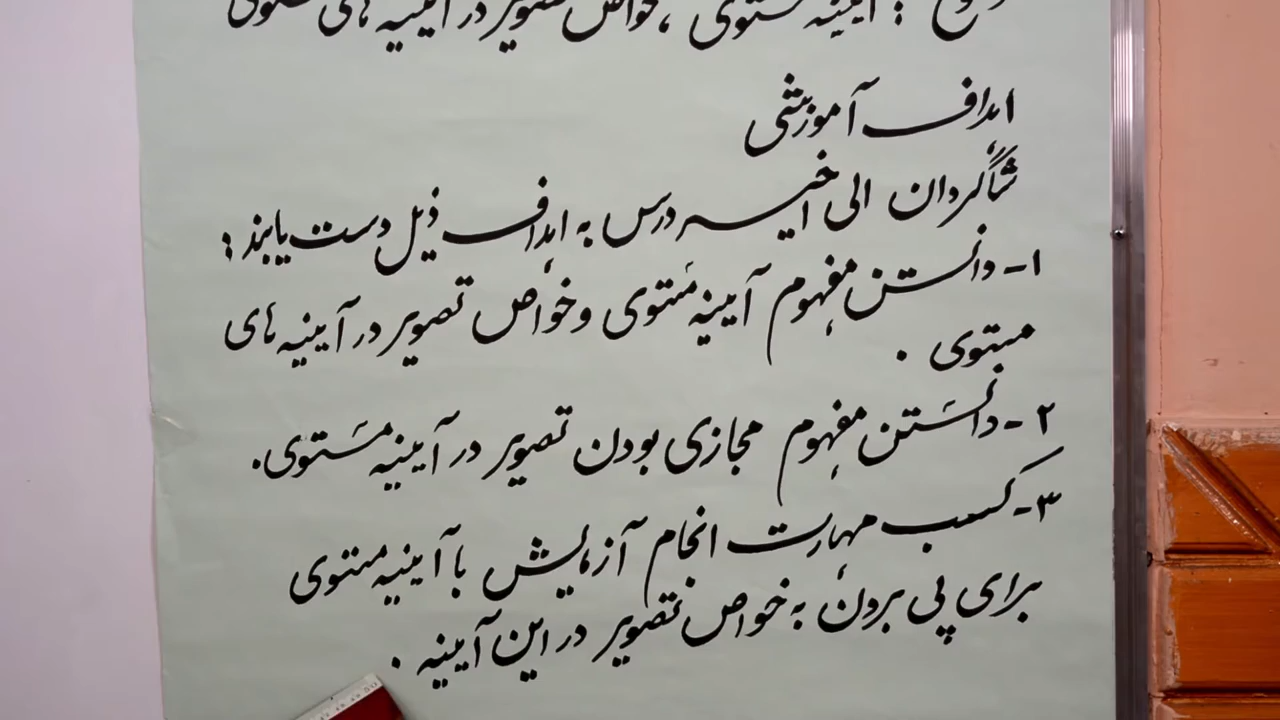 موضوع : آیینه مستوی ، خواص تصویر در آیینه های مستوی
اهداف آموزشی
شاگردان الی اخیر درس به اهداف ذیل دست یابند :
۱- دانستن مفهوم آیینه مستوی و خواص تصویر در آیینه های
مستوی .
۲- دانستن مفهوم مجازی بودن تصویر در آیینه مستوی .
۳- کسب مهارت انجام آزمایش با آیینه مستوی
برای پی بردن به خواص تصویر در این آیینه .